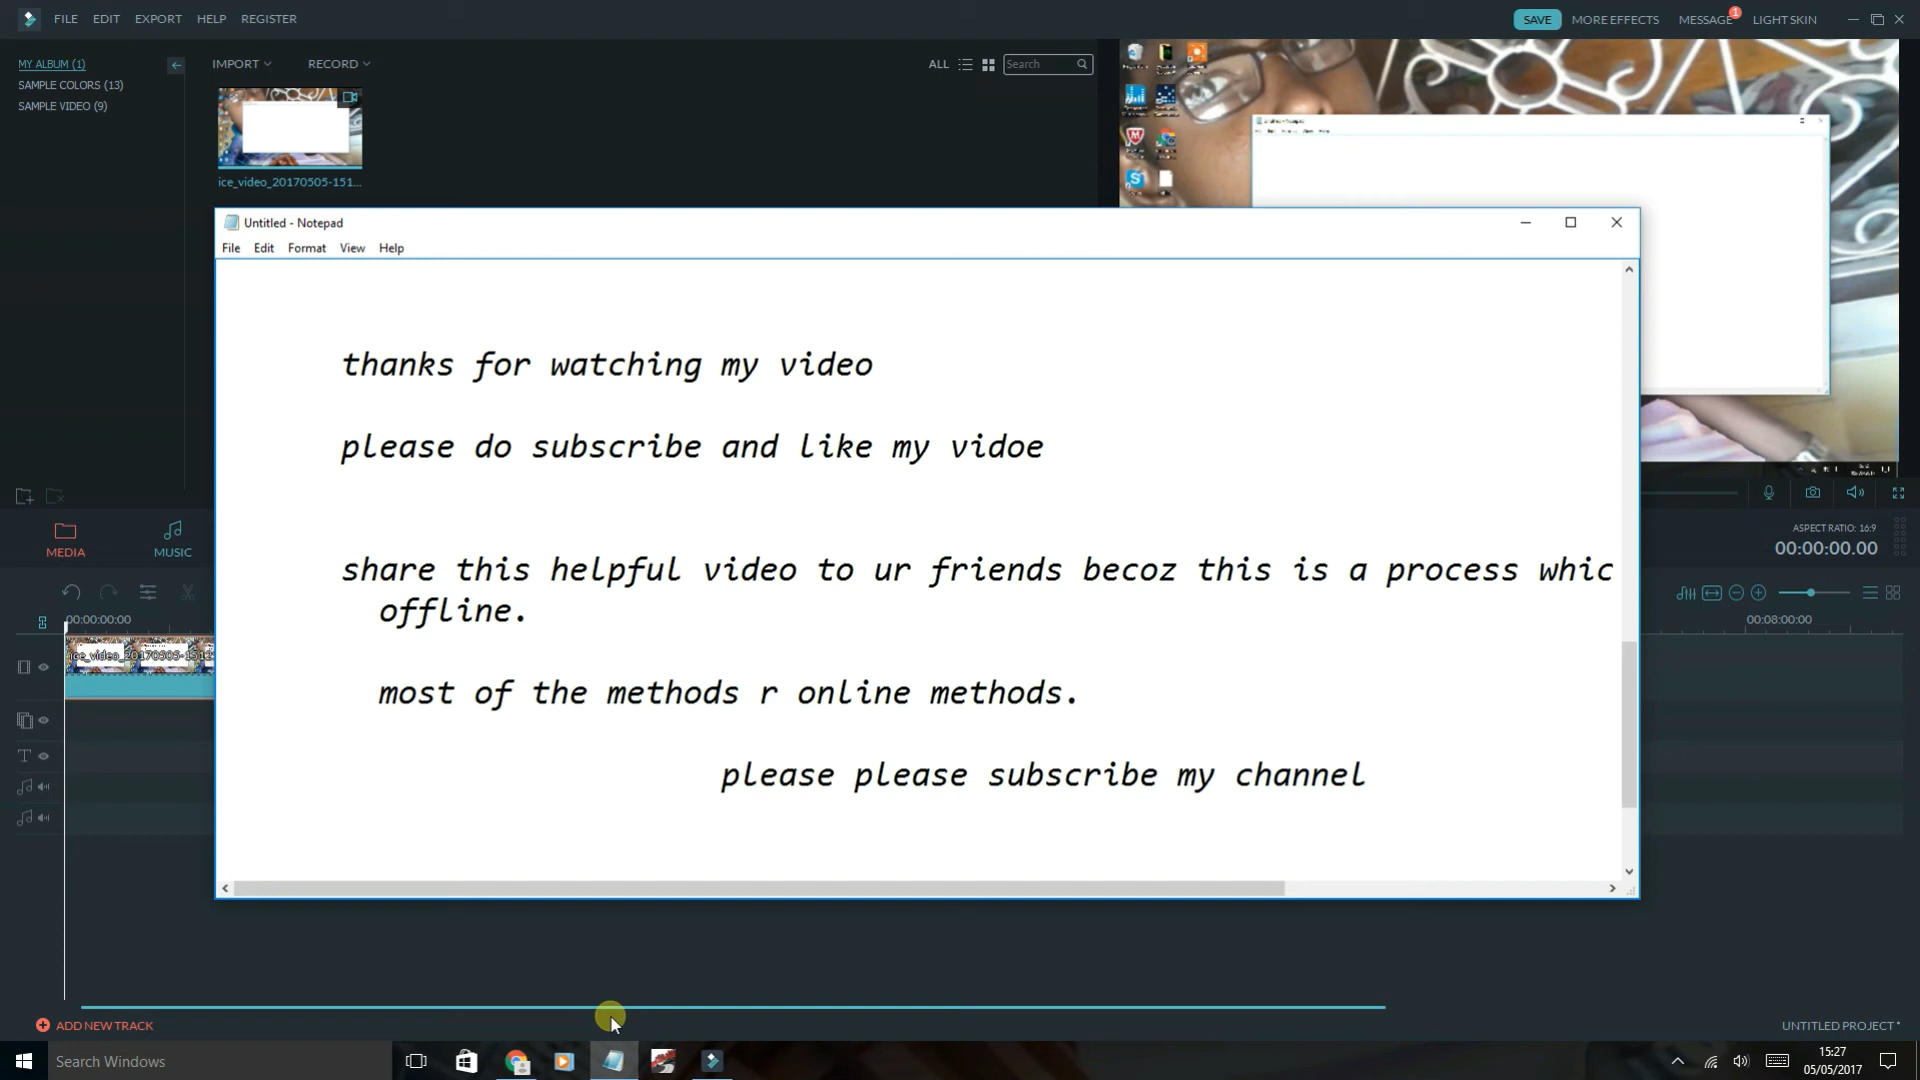 FILE EDIT EXPORT HELP REGISTER
SAVE MORE EFFECTS MESSAGE 1 LIGHT SKIN
MY ALBUM (1)
SAMPLE COLORS (13)
SAMPLE VIDEO (9)
IMPORT RECORD ALL Search
ice_video_20170505-151...
Untitled - Notepad
File Edit Format View Help
thanks for watching my video
please do subscribe and like my vidoe
share this helpful video to ur friends becoz this is a process whic
offline.
most of the methods r online methods.
please please subscribe my channel
MEDIA MUSIC
ASPECT RATIO: 16:9
00:00:00.00
00:00:00:00
00:08:00:00
ADD NEW TRACK
UNTITLED PROJECT*
Search Windows
15:27
05/05/2017